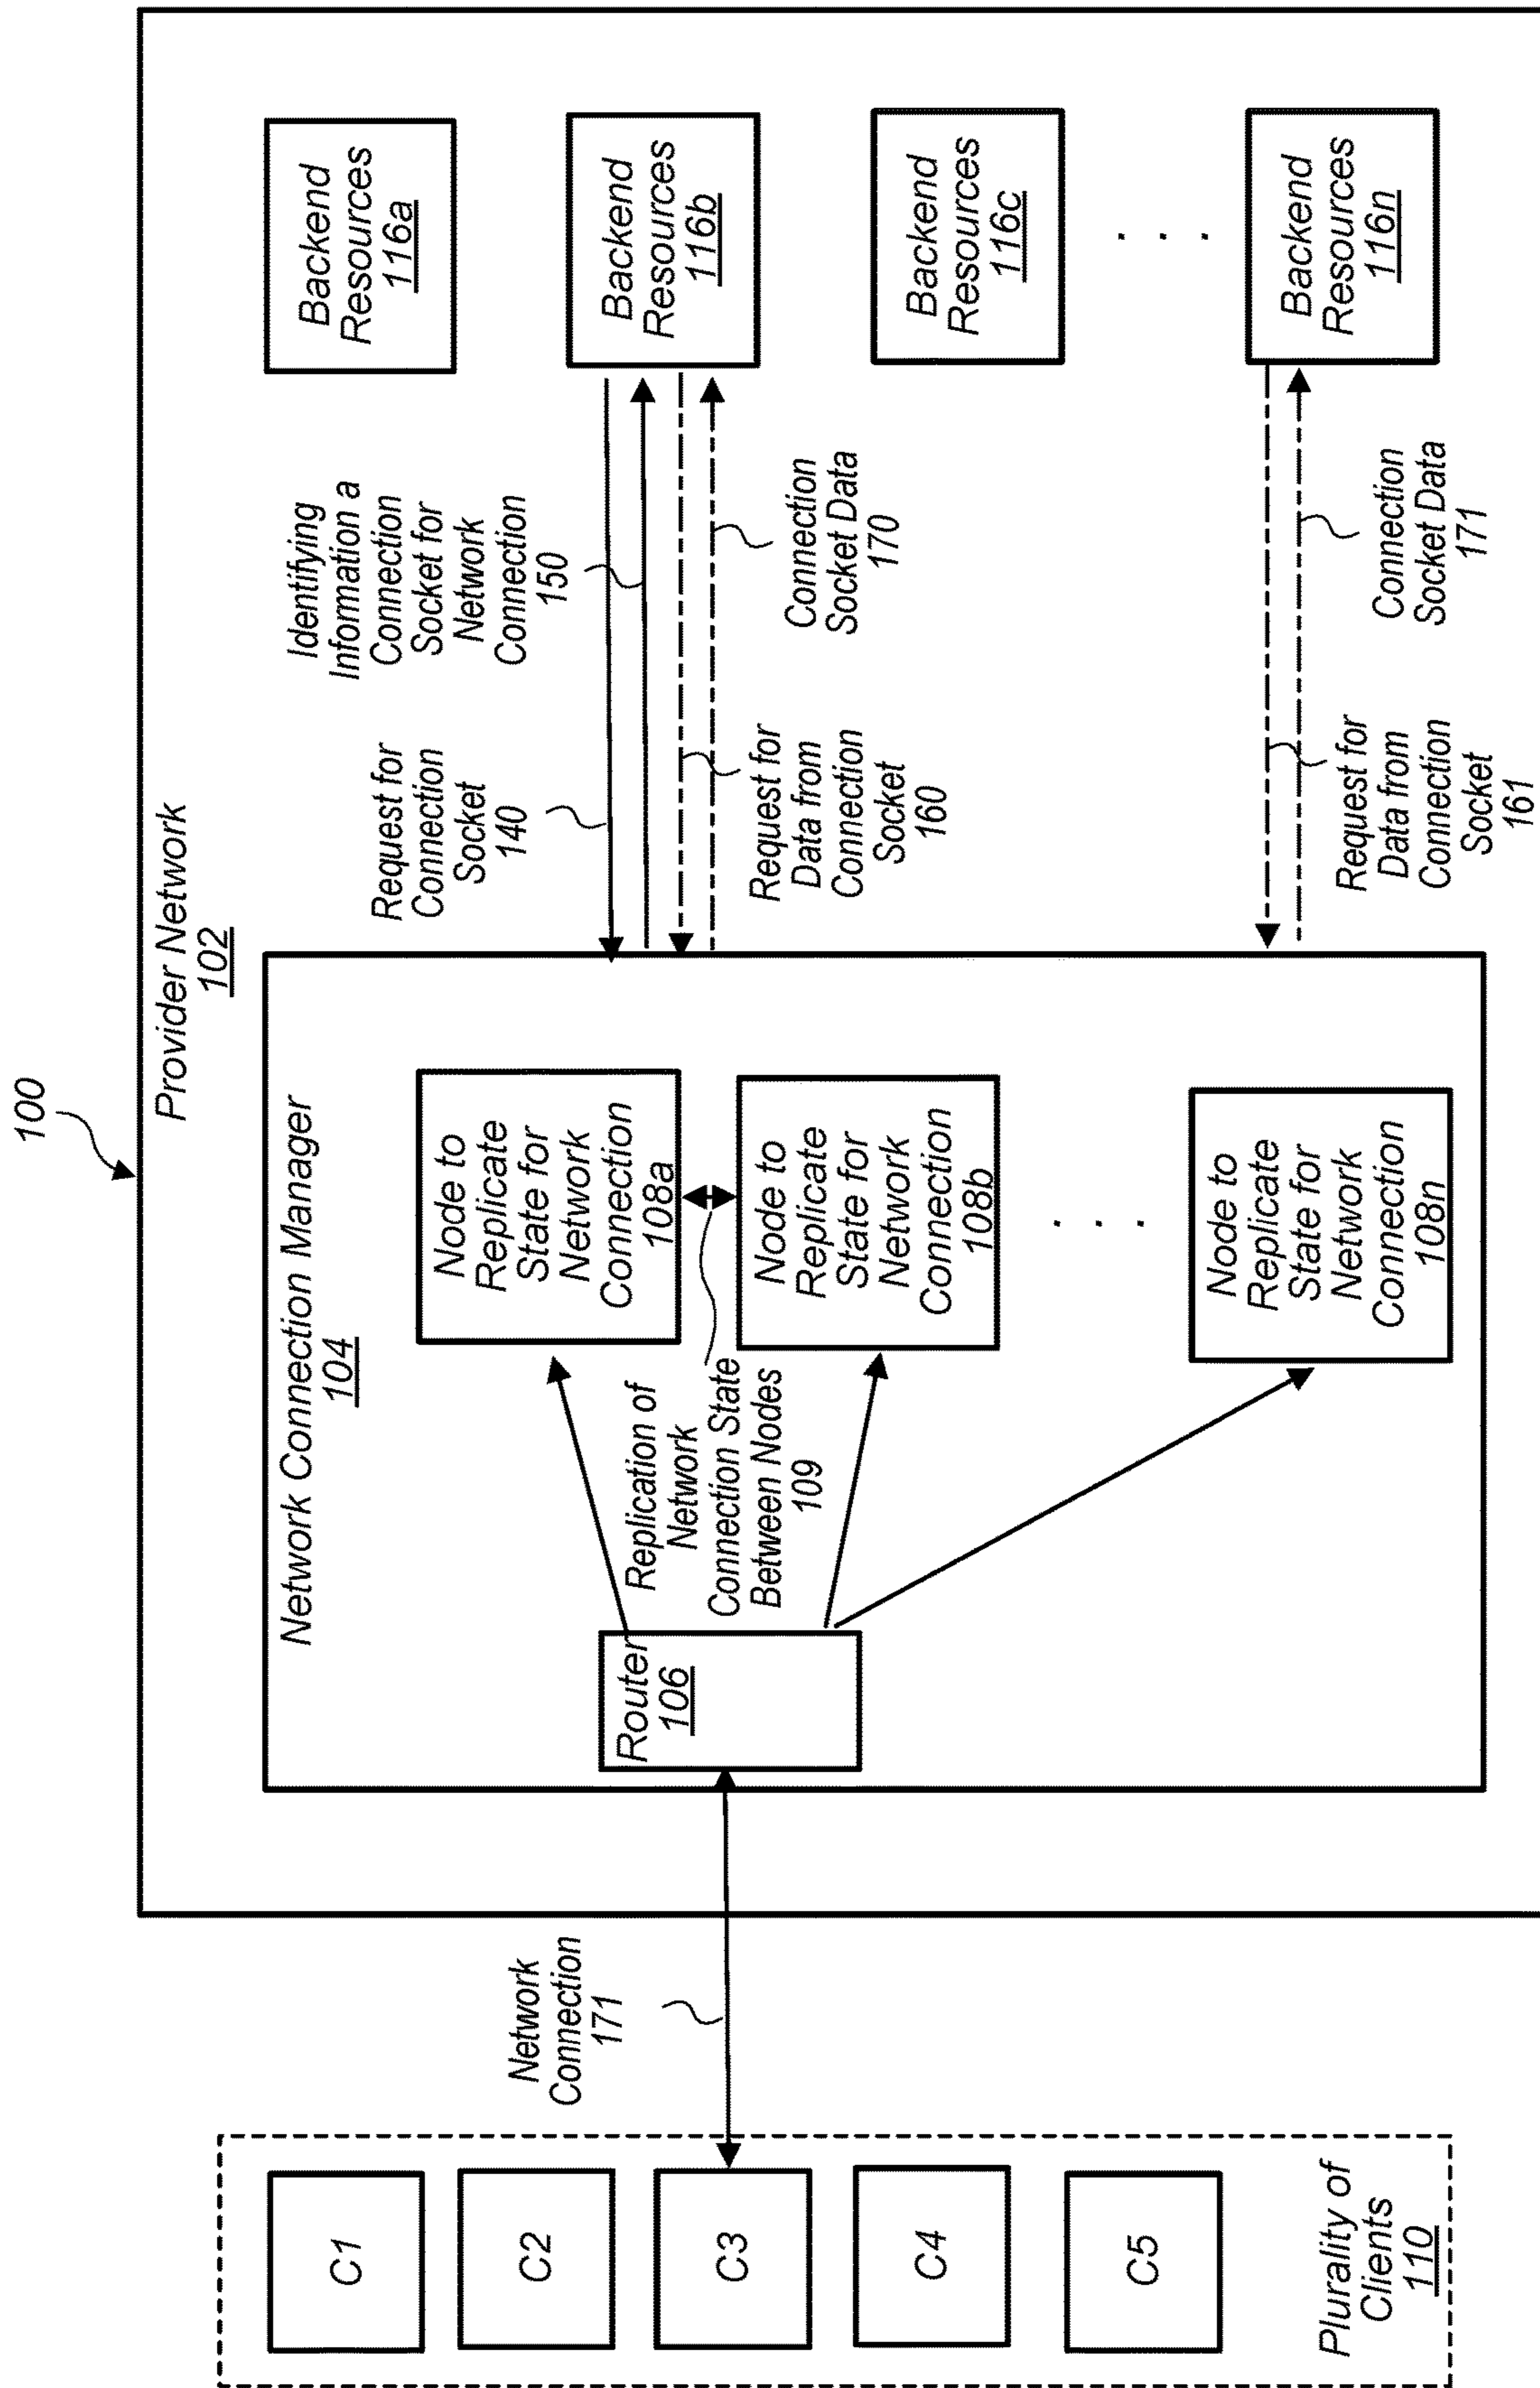 100
Provider Network
102
Network Connection Manager
104
Plurality of
Clients
110
C1
C2
C3
C4
C5
Network
Connection
171
Router
106
Replication of
Network
Connection State
Between Nodes
109
Node to
Replicate
State for
Network
Connection
108a
Node to
Replicate
State for
Network
Connection
108b
. . .
Node to
Replicate
State for
Network
Connection
108n
Request for
Connection
Socket
140
Identifying
Information a
Connection
Socket for
Network
Connection
150
Request for
Data from
Connection
Socket
160
Connection
Socket Data
170
Request for
Data from
Connection
Socket
161
Connection
Socket Data
171
Backend
Resources
116a
Backend
Resources
116b
Backend
Resources
116c
. . .
Backend
Resources
116n